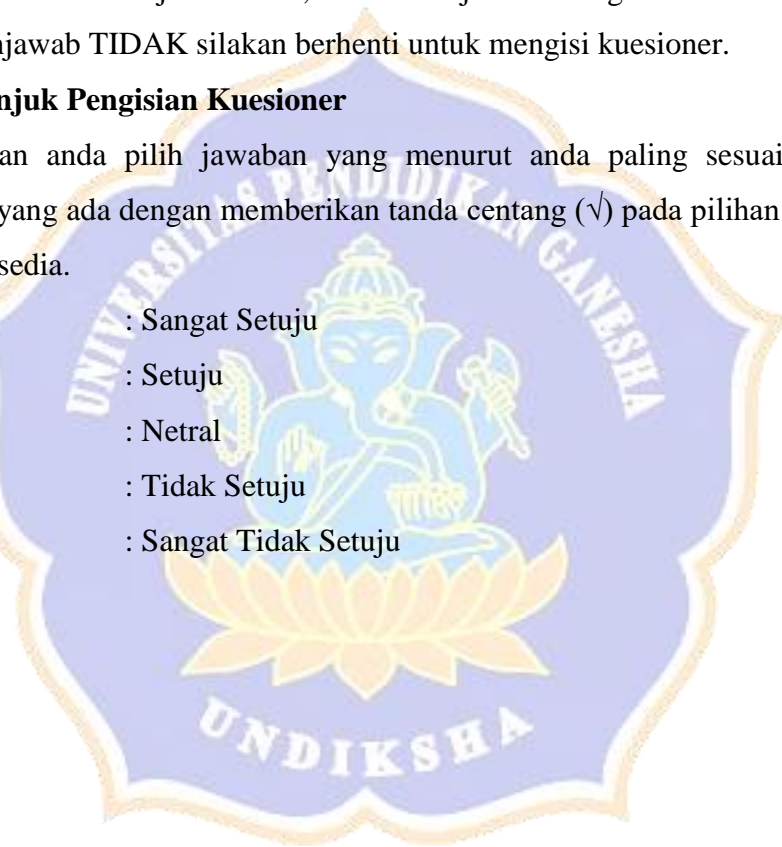 njawab TIDAK silakan berhenti untuk mengisi kuesioner.
njuk Pengisian Kuesioner
an anda pilih jawaban yang menurut anda paling sesuai
yang ada dengan memberikan tanda centang (√) pada pilihan
sedia.
: Sangat Setuju
: Setuju
: Netral
: Tidak Setuju
: Sangat Tidak Setuju
UNIVERSITAS PENDIDIKAN GANESHA
UNDIKSHA